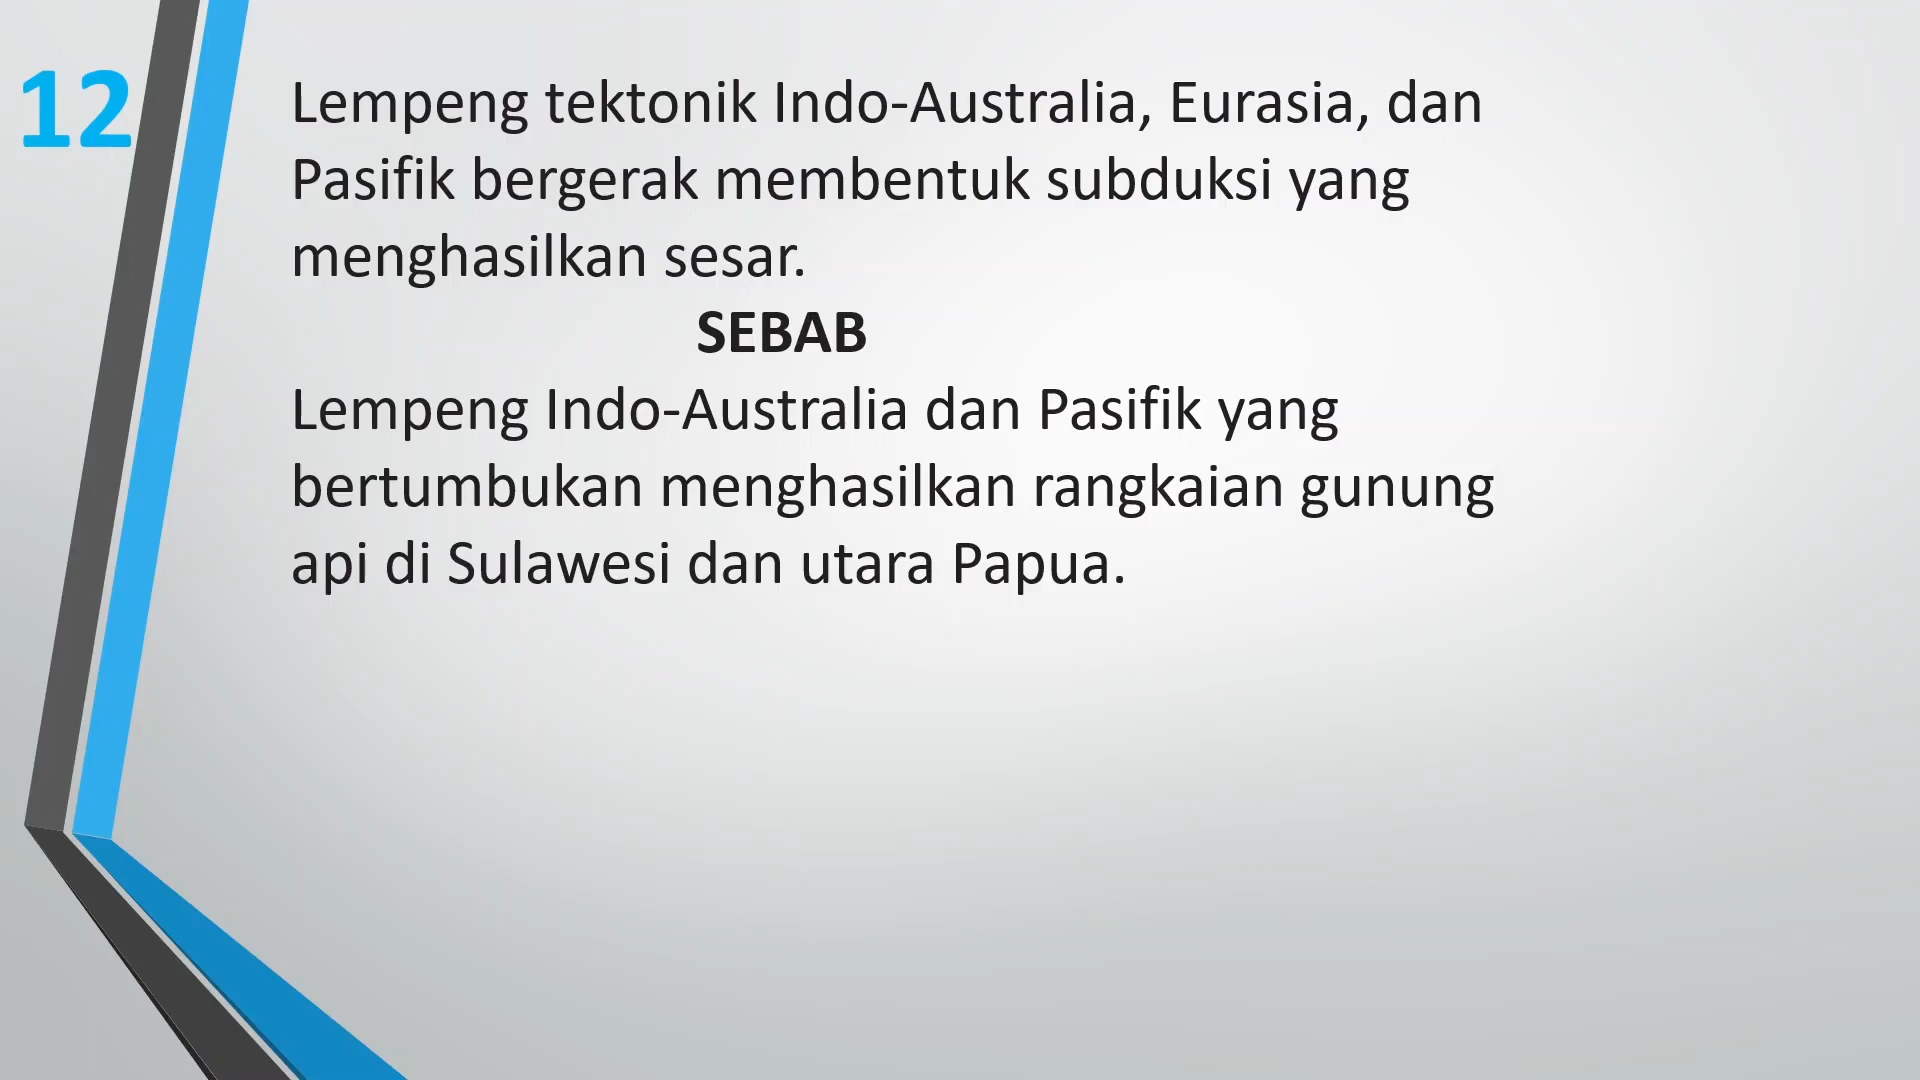 12
Lempeng tektonik Indo-Australia, Eurasia, dan
Pasifik bergerak membentuk subduksi yang
menghasilkan sesar.
SEBAB
Lempeng Indo-Australia dan Pasifik yang
bertumbukan menghasilkan rangkaian gunung
api di Sulawesi dan utara Papua.